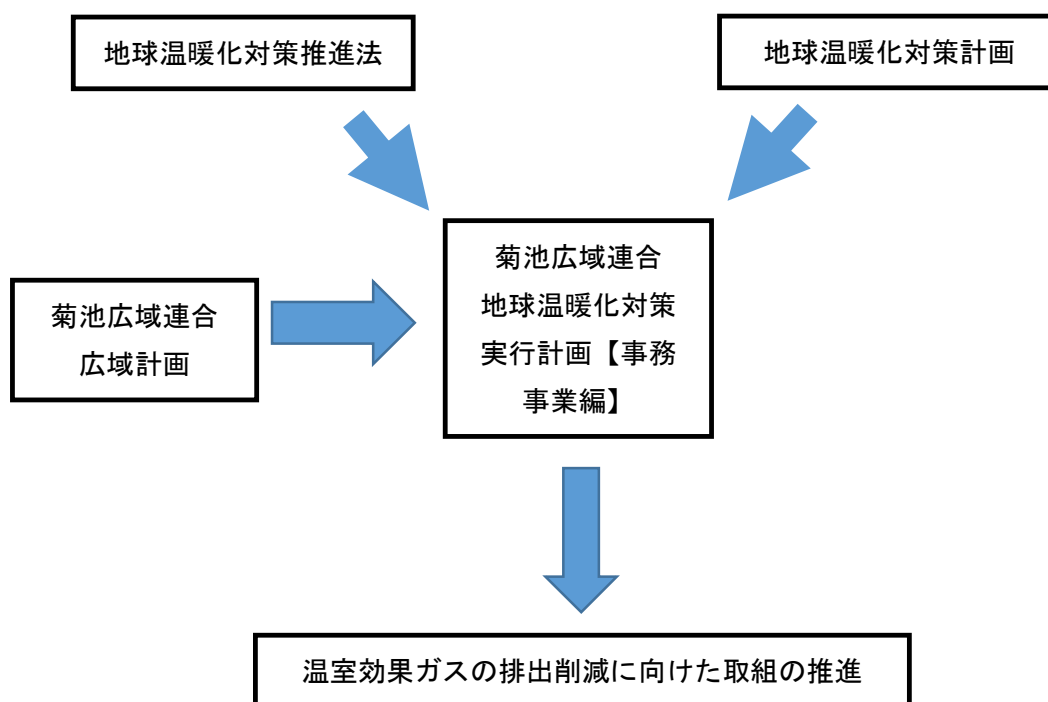 地球温暖化対策推進法
地球温暖化対策計画
菊池広域連合
広域計画
菊池広域連合
地球温暖化対策
実行計画【事務
事業編】
温室効果ガスの排出削減に向けた取組の推進